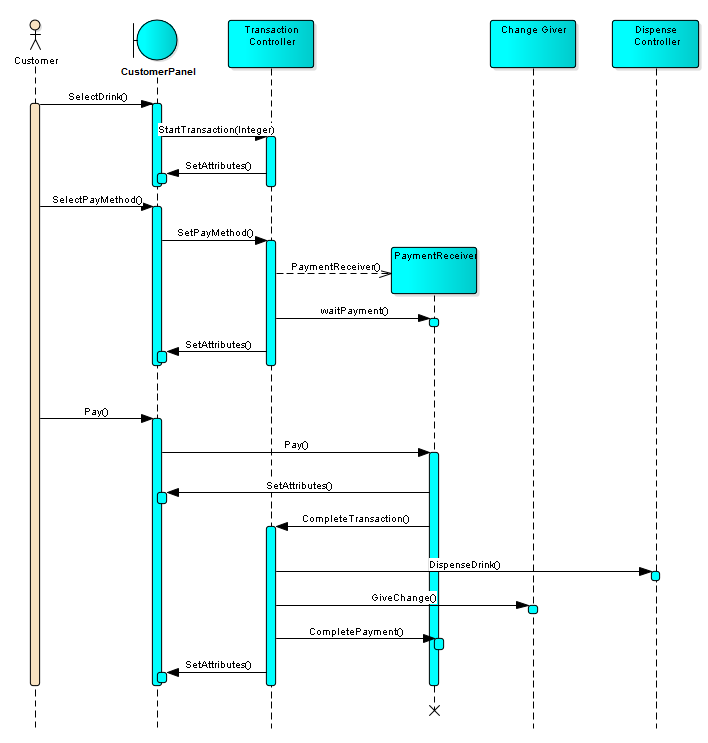 Transaction
Controller
Change Giver
Dispense
Controller
Customer
CustomerPanel
SelectDrink()
StartTransaction(Integer)
SetAttributes()
SelectPayMethod()
SetPayMethod()
PaymentReceiver
PaymentReceiver()
waitPayment()
SetAttributes()
Pay()
Pay()
SetAttributes()
CompleteTransaction()
DispenseDrink()
GiveChange()
CompletePayment()
SetAttributes()